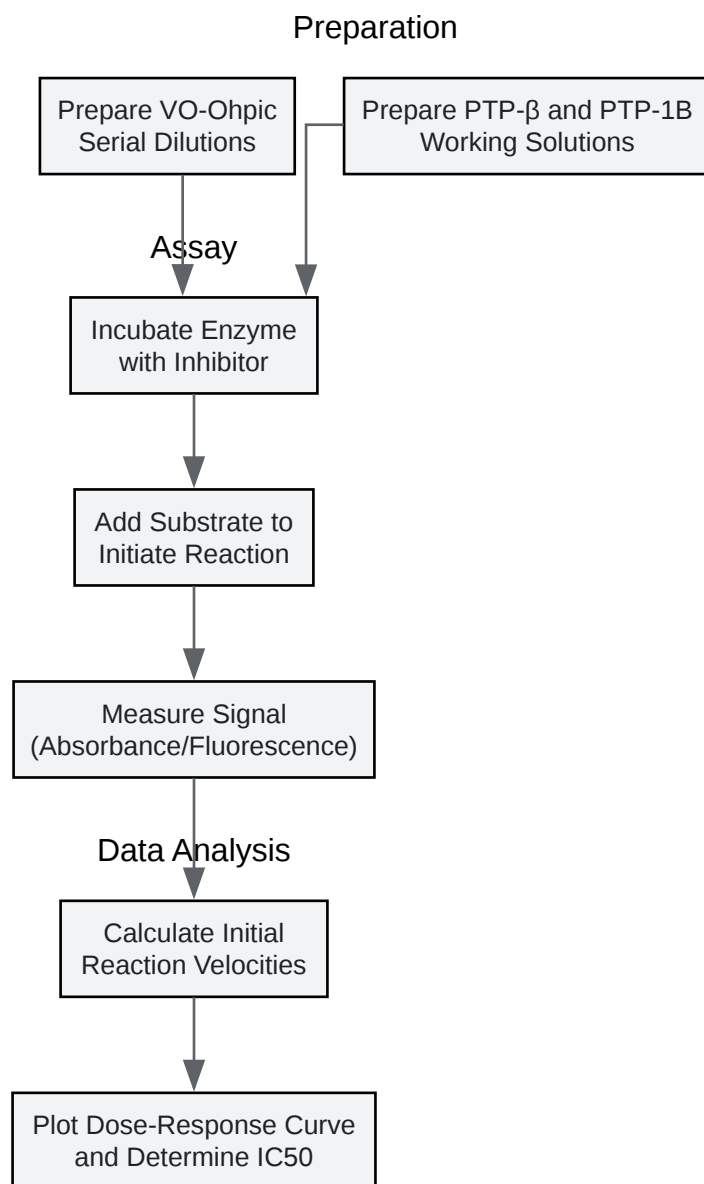 Preparation
Prepare VO-Ohpic
Serial Dilutions
Prepare PTP-β and PTP-1B
Working Solutions
Assay
Incubate Enzyme
with Inhibitor
Add Substrate to
Initiate Reaction
Measure Signal
(Absorbance/Fluorescence)
Data Analysis
Calculate Initial
Reaction Velocities
Plot Dose-Response Curve
and Determine IC50